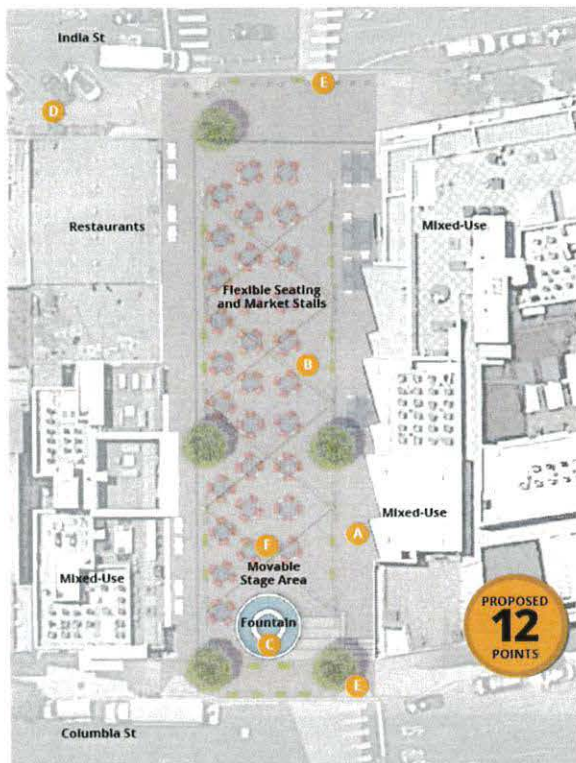 India St
E
D
Restaurants
Mixed-Use
Flexible Seating
and Market Stalls
B
A
Mixed-Use
F
Movable
Stage Area
Mixed-Use
Fountain
C
PROPOSED
12
POINTS
E
Columbia St